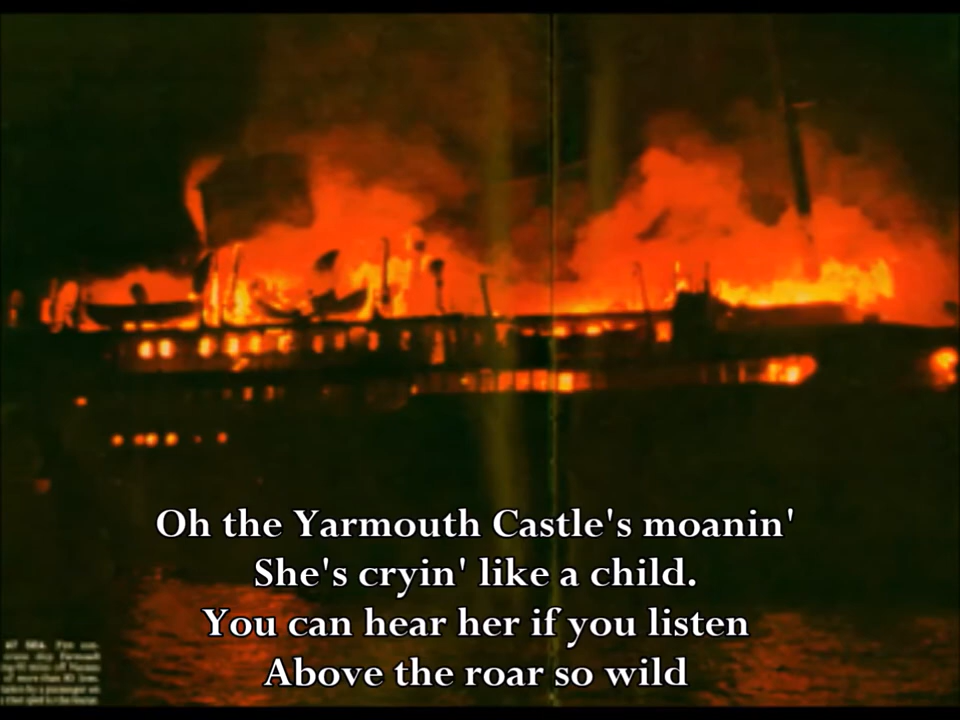 Oh the Yarmouth Castle's moanin'
She's cryin' like a child.
You can hear her if you listen
Above the roar so wild